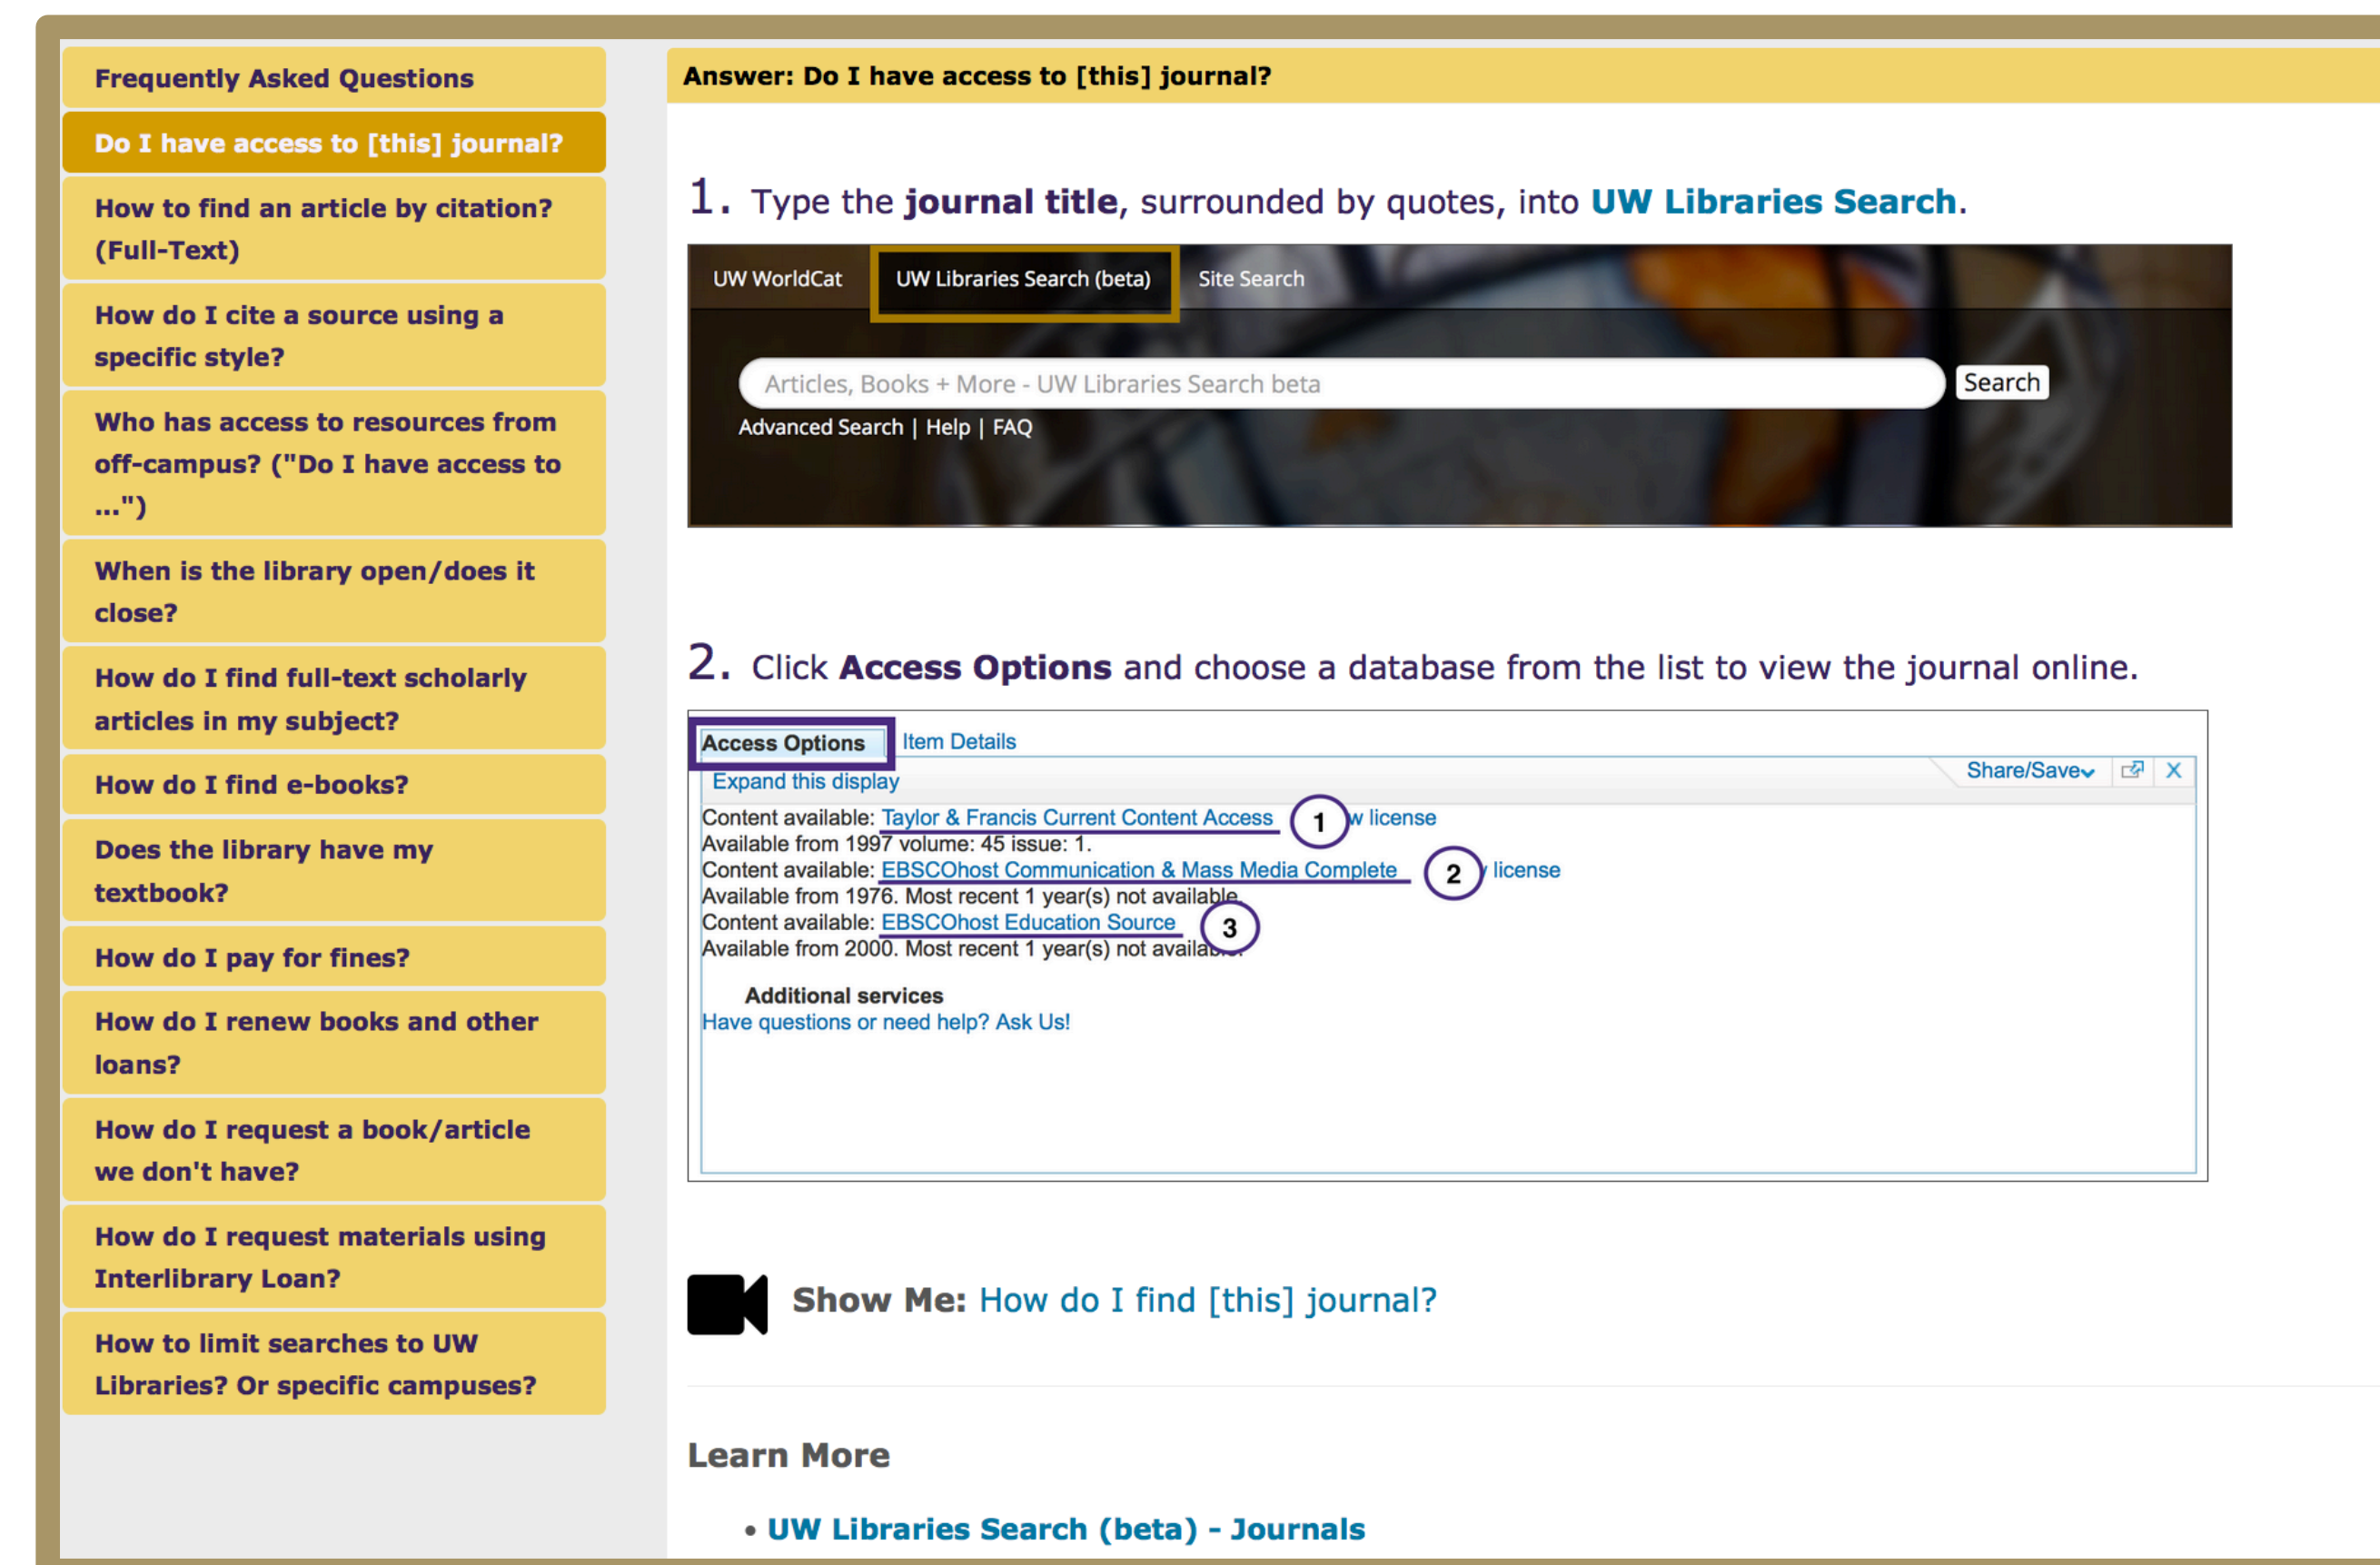 Frequently Asked Questions
Do I have access to [this] journal?
How to find an article by citation?
(Full-Text)
How do I cite a source using a
specific style?
Who has access to resources from
off-campus? ("Do I have access to
...")
When is the library open/does it
close?
How do I find full-text scholarly
articles in my subject?
How do I find e-books?
Does the library have my
textbook?
How do I pay for fines?
How do I renew books and other
loans?
How do I request a book/article
we don't have?
How do I request materials using
Interlibrary Loan?
How to limit searches to UW
Libraries? Or specific campuses?
Answer: Do I have access to [this] journal?
1. Type the journal title, surrounded by quotes, into UW Libraries Search.
UW WorldCat UW Libraries Search (beta) Site Search
Articles, Books + More - UW Libraries Search beta Search
Advanced Search | Help | FAQ
2. Click Access Options and choose a database from the list to view the journal online.
Access Options Item Details
Expand this display Share/Save X
Content available: Taylor & Francis Current Content Access 1 w license
Available from 1997 volume: 45 issue: 1.
Content available: EBSCOhost Communication & Mass Media Complete 2 license
Available from 1976. Most recent 1 year(s) not available.
Content available: EBSCOhost Education Source 3
Available from 2000. Most recent 1 year(s) not available.
Additional services
Have questions or need help? Ask Us!
Show Me: How do I find [this] journal?
Learn More
• UW Libraries Search (beta) - Journals